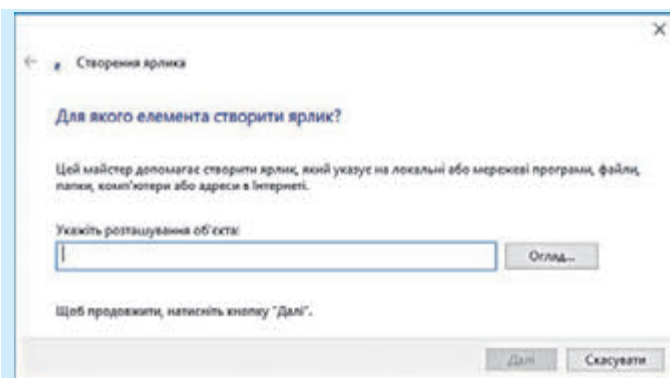 Створення ярлика
Для якого елемента створити ярлик?
Цей майстер допомагає створити ярлик, який указує на локальні або мережеві програми, файли,
папки, комп'ютери або адреси в Інтернеті.
Укажіть розташування об'єкта:
Огляд...
Щоб продовжити, натисніть кнопку "Далі".
Далі
Скасувати